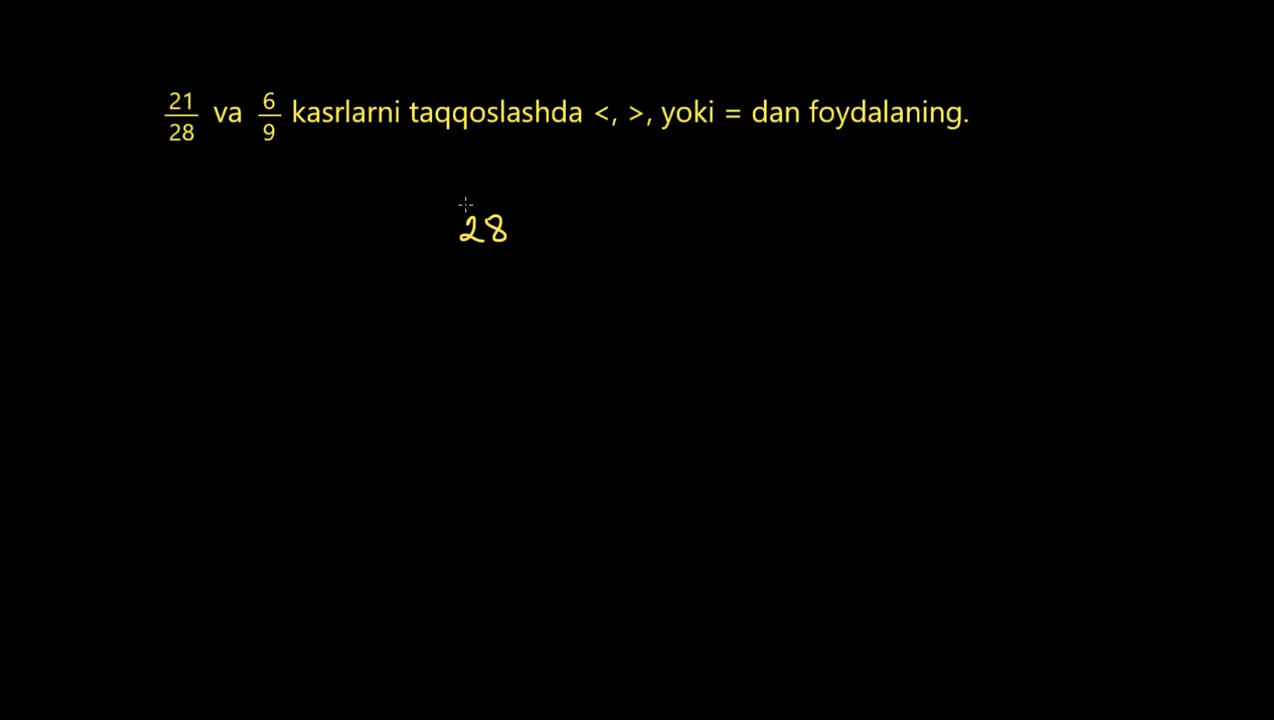 21/28 va 6/9 kasrlarni taqqoslashda <, >, yoki = dan foydalaning.
28